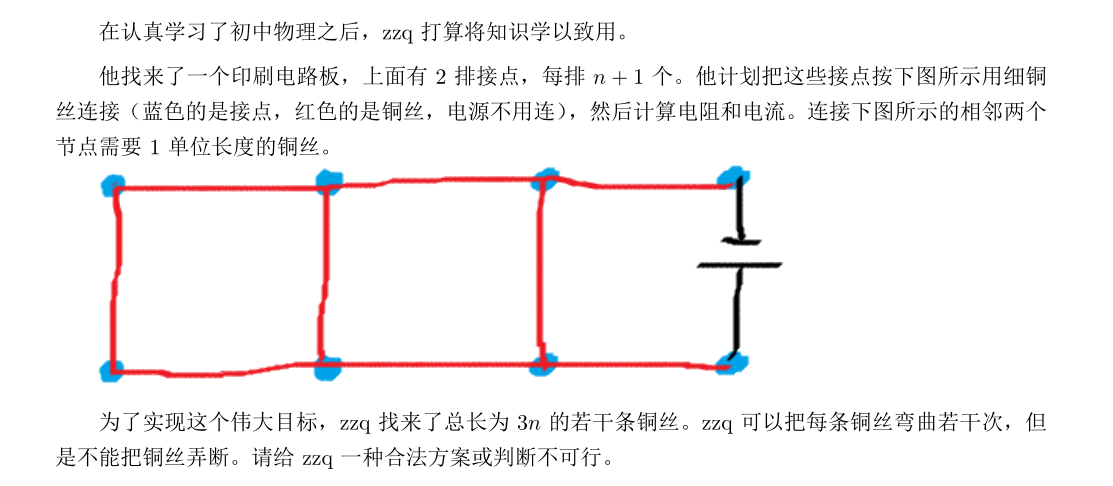 在认真学习了初中物理之后，zzq 打算将知识学以致用。
他找来了一个印刷电路板，上面有 2 排接点，每排 n + 1 个。他计划把这些接点按下图所示用细铜
丝连接（蓝色的是接点，红色的是铜丝，电源不用连），然后计算电阻和电流。连接下图所示的相邻两个
节点需要 1 单位长度的铜丝。
为了实现这个伟大目标，zzq 找来了总长为 3n 的若干条铜丝。zzq 可以把每条铜丝弯曲若干次，但
是不能把铜丝弄断。请给 zzq 一种合法方案或判断不可行。